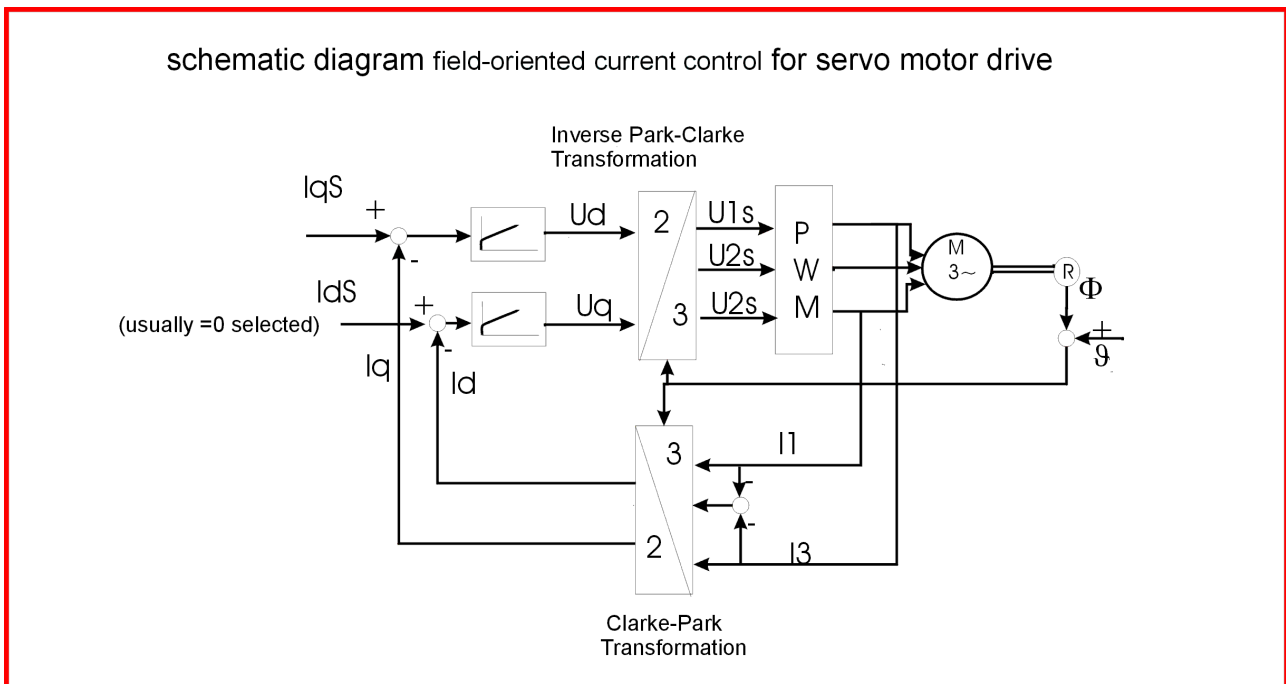 schematic diagram field-oriented current control for servo motor drive
Inverse Park-Clarke
Transformation
IqS
+
-
Ud
2
3
U1s
U2s
U2s
P
W
M
M
3~
R
Φ
+
ϑ
IdS
(usually =0 selected)
+
-
Uq
Iq
Id
3
2
I1
-
-
I3
Clarke-Park
Transformation